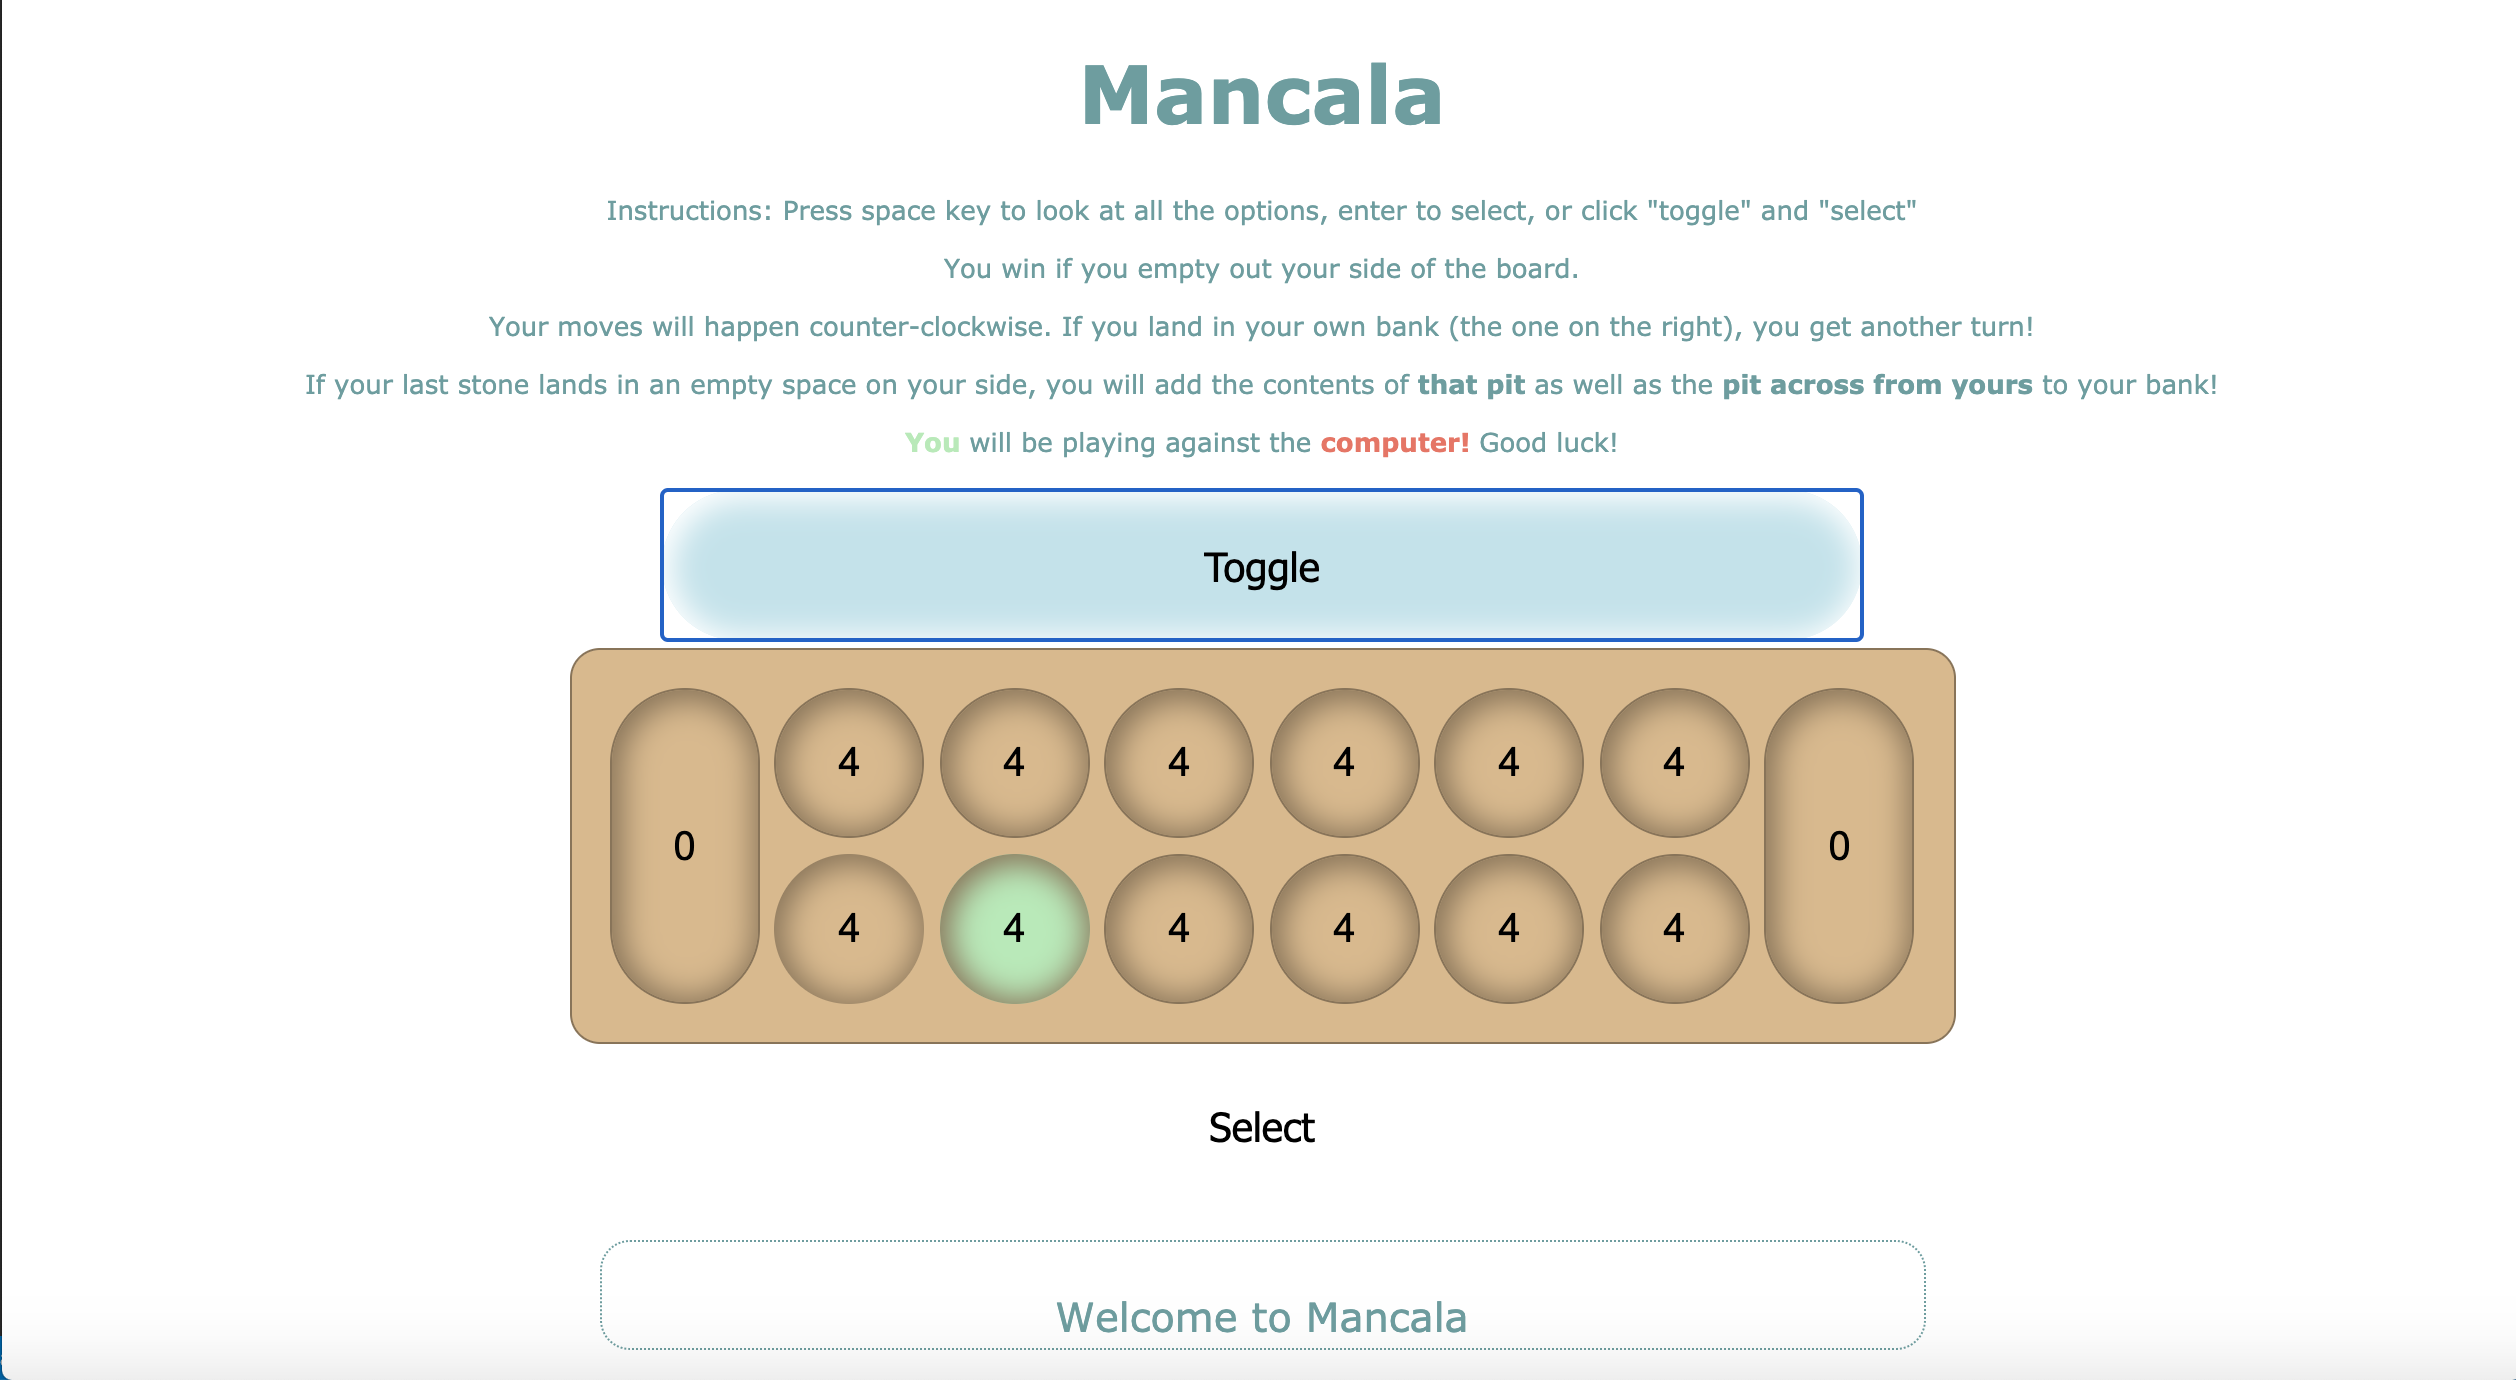 Mancala
Instructions: Press space key to look at all the options, enter to select, or click "toggle" and "select"
You win if you empty out your side of the board.
Your moves will happen counter-clockwise. If you land in your own bank (the one on the right), you get another turn!
If your last stone lands in an empty space on your side, you will add the contents of that pit as well as the pit across from yours to your bank!
You will be playing against the computer! Good luck!
Toggle
4 4 4 4 4 4
0 0
4 4 4 4 4 4
Select
Welcome to Mancala